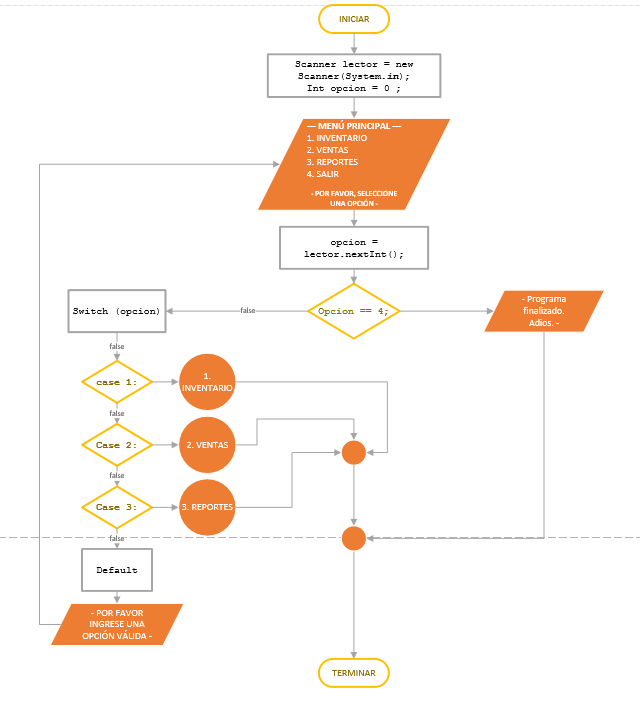 INICIAR
Scanner lector = new
Scanner(System.in);
Int opcion = 0 ;
— MENÚ PRINCIPAL —
1. INVENTARIO
2. VENTAS
3. REPORTES
4. SALIR
- POR FAVOR, SELECCIONE
UNA OPCIÓN -
opcion =
lector.nextInt();
Opcion == 4;
false
Switch (opcion)
- Programa
finalizado.
Adios. -
false
case 1:
1.
INVENTARIO
false
Case 2:
2. VENTAS
false
Case 3:
3. REPORTES
false
Default
- POR FAVOR
INGRESE UNA
OPCIÓN VÁLIDA -
TERMINAR